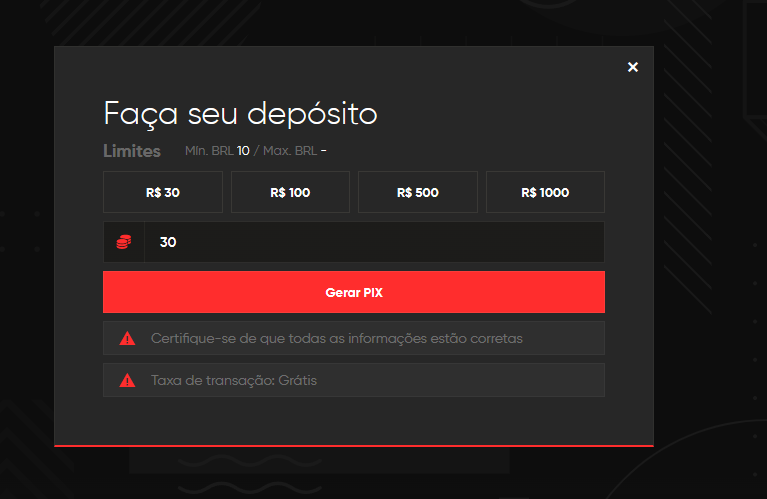 ×
Faça seu depósito
Limites Mín. BRL 10 / Max. BRL -
R$ 30 R$ 100 R$ 500 R$ 1000
30
Gerar PIX
Certifique-se de que todas as informações estão corretas
Taxa de transação: Grátis